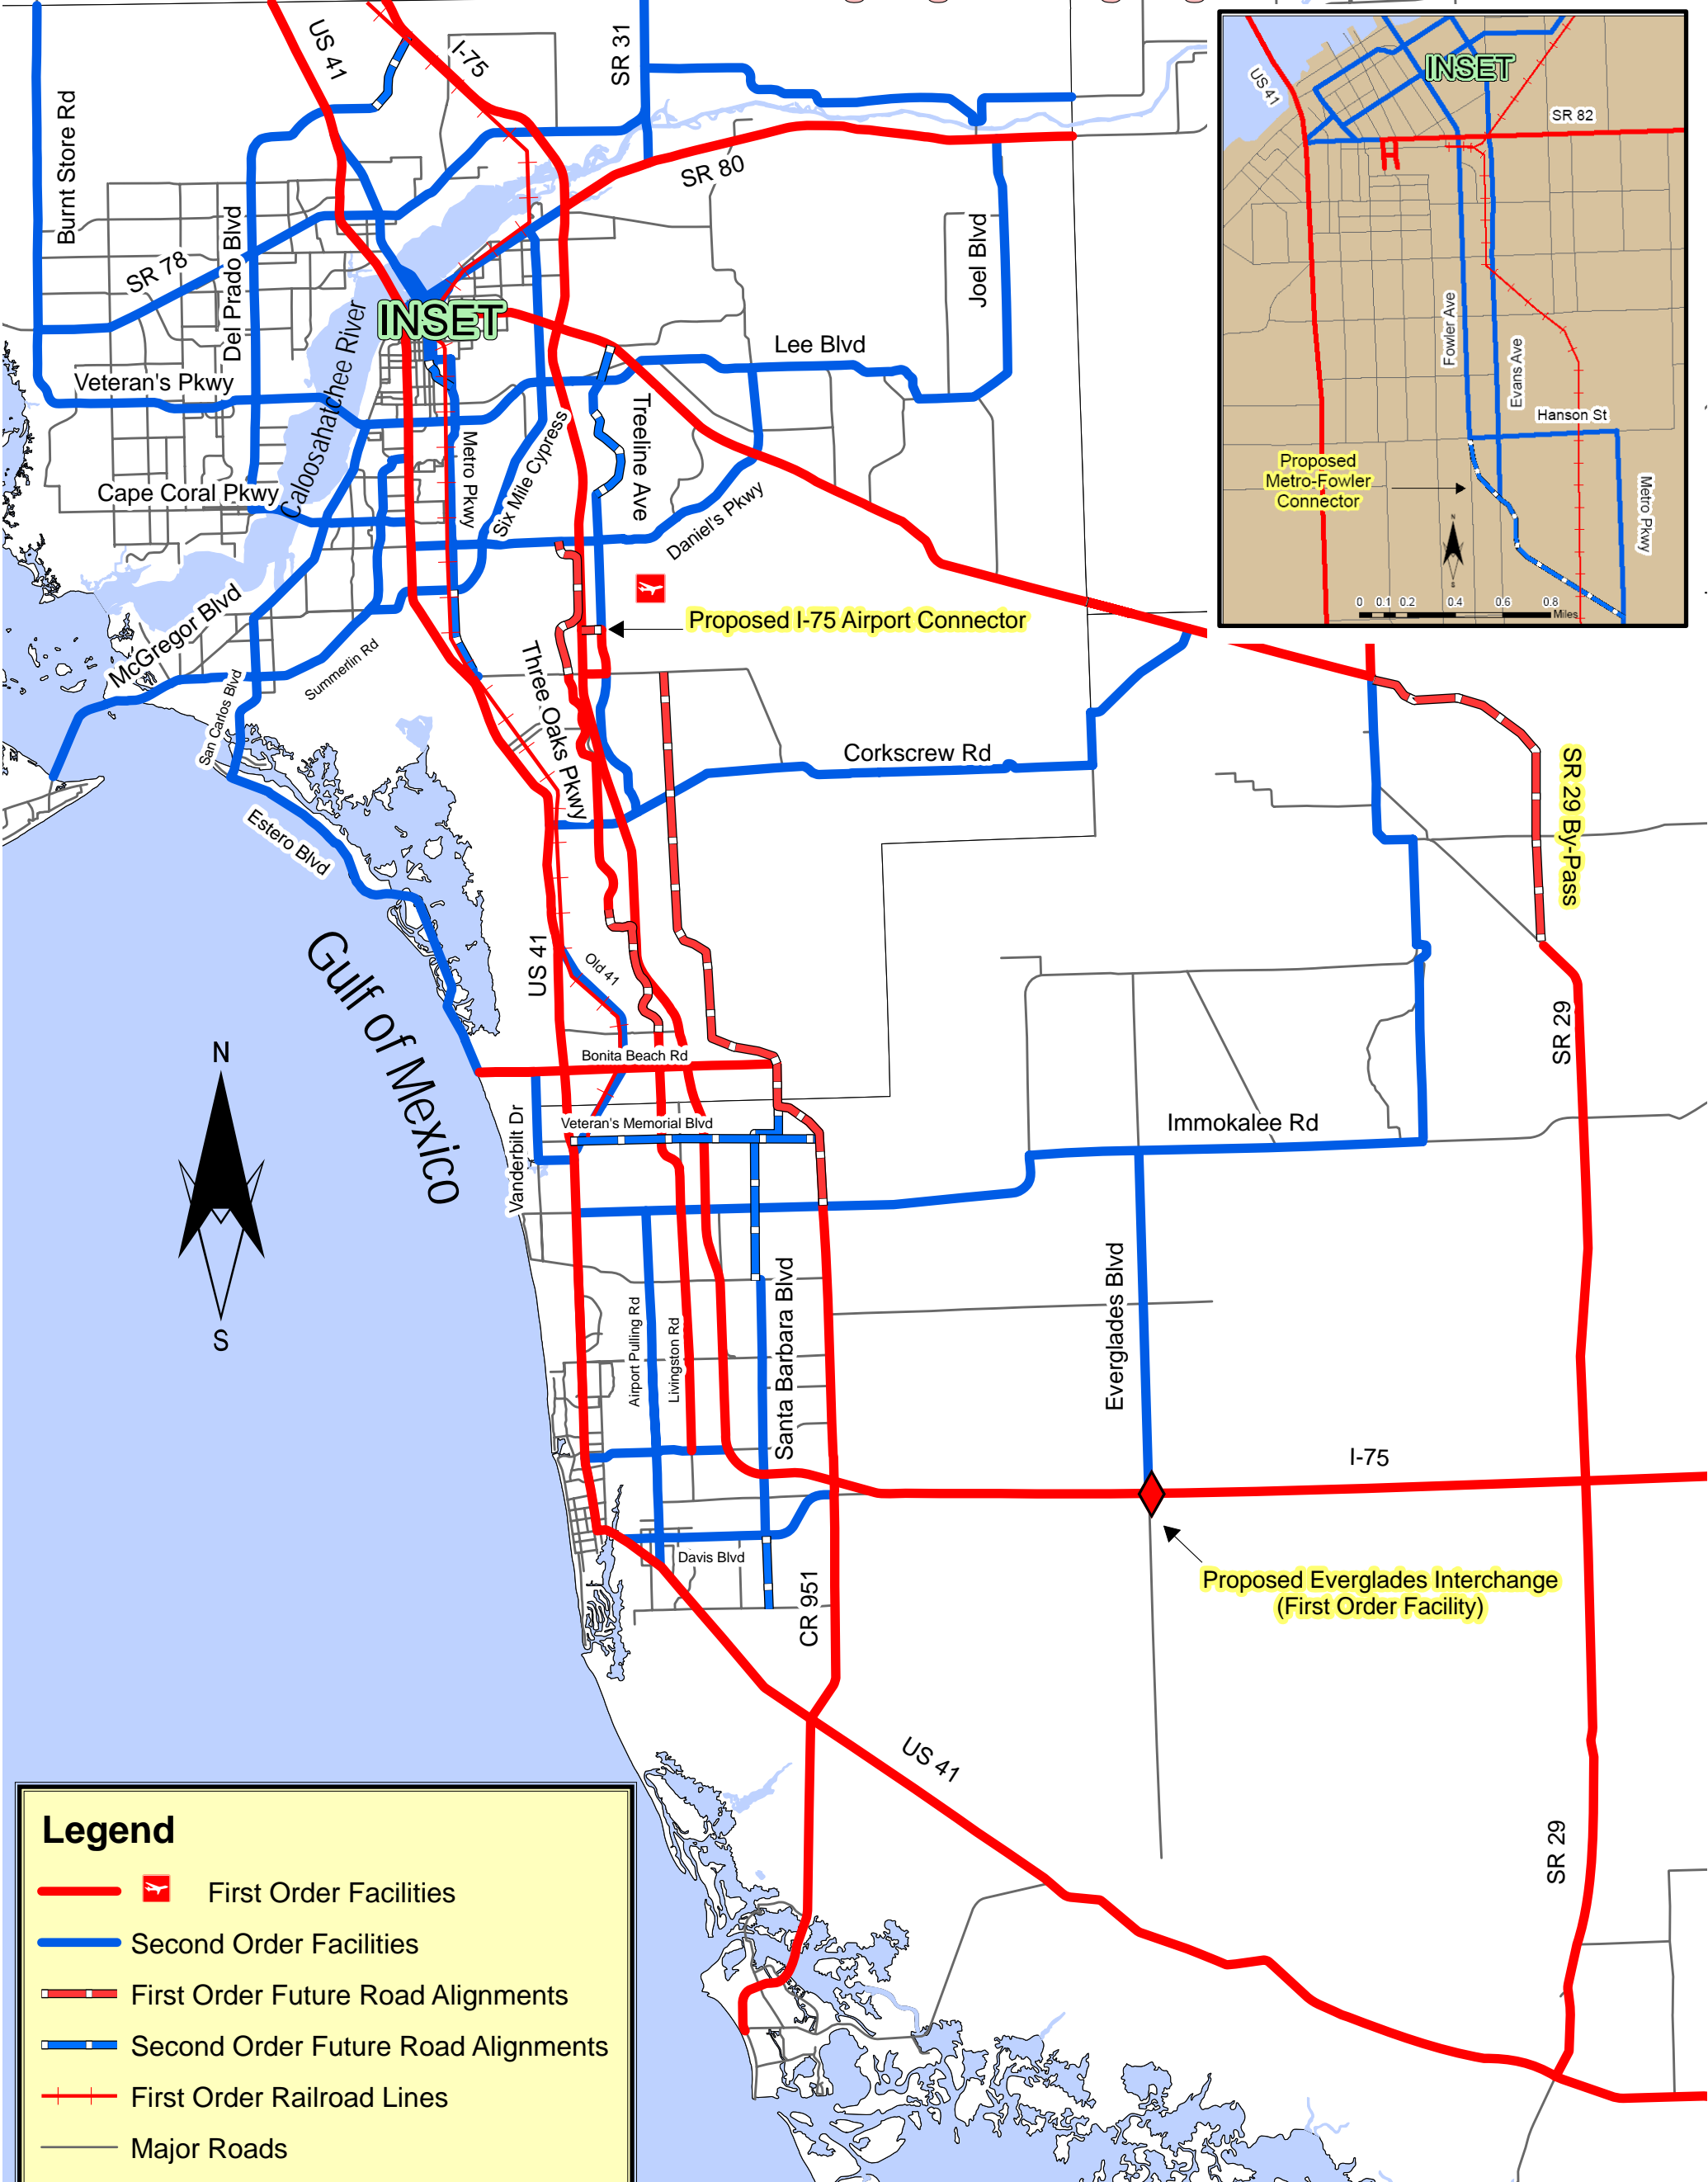 US 41
I-75
SR 31
Burnt Store Rd
SR 80
SR 78
Del Prado Blvd
Joel Blvd
INSET
Caloosahatchee River
Veteran's Pkwy
Lee Blvd
Treeline Ave
Six Mile Cypress
Metro Pkwy
Cape Coral Pkwy
Daniel's Pkwy
McGregor Blvd
Summerlin Rd
San Carlos Blvd
Proposed I-75 Airport Connector
Three Oaks Pkwy
Corkscrew Rd
Estero Blvd
SR 29 By-Pass
Gulf of Mexico
US 41
Old 41
SR 29
N
S
Bonita Beach Rd
Veteran's Memorial Blvd
Vanderbilt Dr
Immokalee Rd
Everglades Blvd
Airport Pulling Rd
Livingston Rd
Santa Barbara Blvd
I-75
Davis Blvd
CR 951
Proposed Everglades Interchange
(First Order Facility)
US 41
SR 29
INSET
US 41
SR 82
Fowler Ave
Evans Ave
Hanson St
Metro Pkwy
Proposed
Metro-Fowler
Connector
N
S
0 0.1 0.2 0.4 0.6 0.8
Miles
Legend
First Order Facilities
Second Order Facilities
First Order Future Road Alignments
Second Order Future Road Alignments
First Order Railroad Lines
Major Roads